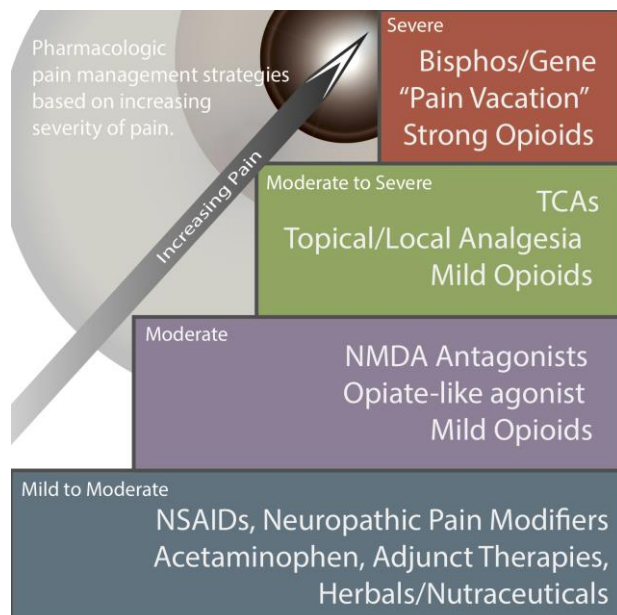 Pharmacologic
pain management strategies
based on increasing
severity of pain.
Increasing Pain
Severe
Bisphos/Gene
“Pain Vacation”
Strong Opioids
Moderate to Severe
TCAs
Topical/Local Analgesia
Mild Opioids
Moderate
NMDA Antagonists
Opiate-like agonist
Mild Opioids
Mild to Moderate
NSAIDs, Neuropathic Pain Modifiers
Acetaminophen, Adjunct Therapies,
Herbals/Nutraceuticals